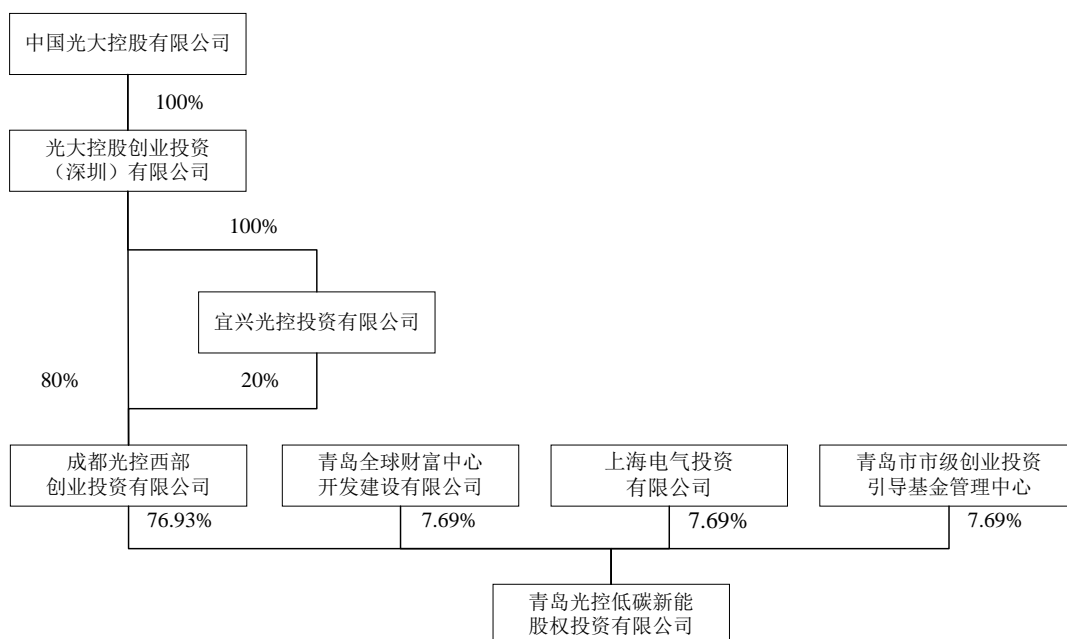 中国光大控股有限公司
100%
光大控股创业投资
（深圳）有限公司
100%
宜兴光控投资有限公司
80%
20%
成都光控西部
创业投资有限公司
青岛全球财富中心
开发建设有限公司
上海电气投资
有限公司
青岛市市级创业投资
引导基金管理中心
76.93%
7.69%
7.69%
7.69%
青岛光控低碳新能
股权投资有限公司